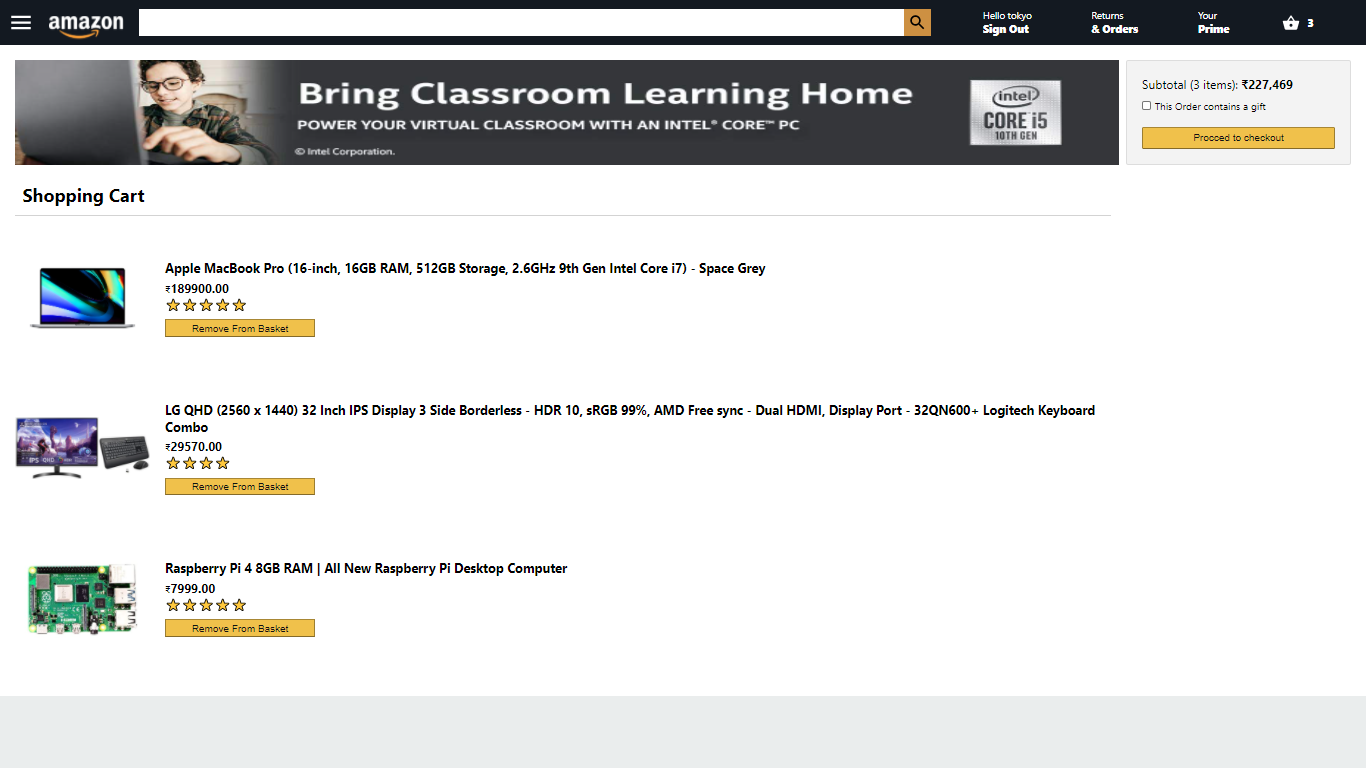 amazon
Hello tokyo
Sign Out
Returns
& Orders
Your
Prime
3
Bring Classroom Learning Home
POWER YOUR VIRTUAL CLASSROOM WITH AN INTEL® CORE™ PC
© Intel Corporation.
intel
CORE i5
10TH GEN
Subtotal (3 items): ₹227,469
This Order contains a gift
Procced to checkout
Shopping Cart
Apple MacBook Pro (16-inch, 16GB RAM, 512GB Storage, 2.6GHz 9th Gen Intel Core i7) - Space Grey
₹189900.00
Remove From Basket
LG QHD (2560 x 1440) 32 Inch IPS Display 3 Side Borderless - HDR 10, sRGB 99%, AMD Free sync - Dual HDMI, Display Port - 32QN600+ Logitech Keyboard
Combo
₹29570.00
IPS QHD
Remove From Basket
Raspberry Pi 4 8GB RAM | All New Raspberry Pi Desktop Computer
₹7999.00
Remove From Basket